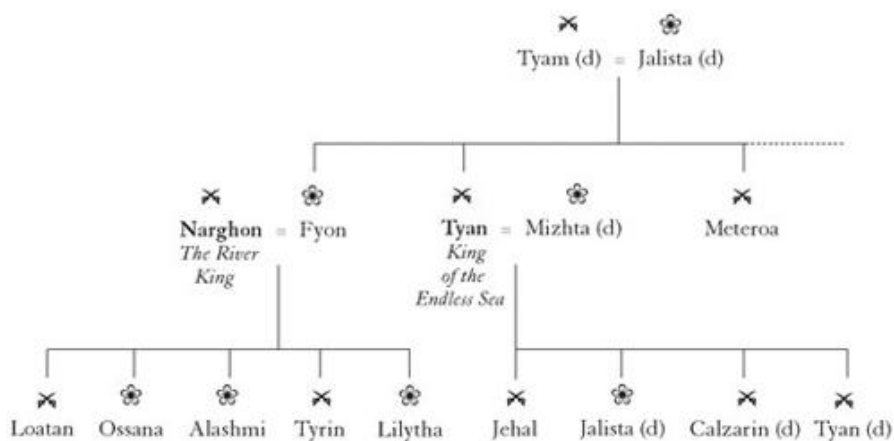 Tyam (d) = Jalista (d)
Narghon = Fyon
The River
King
Tyan = Mizhta (d)
King
of the
Endless Sea
Meteroa
Loatan Ossana Alashmi Tyrin Lilytha Jehal Jalista (d) Calzarin (d) Tyan (d)